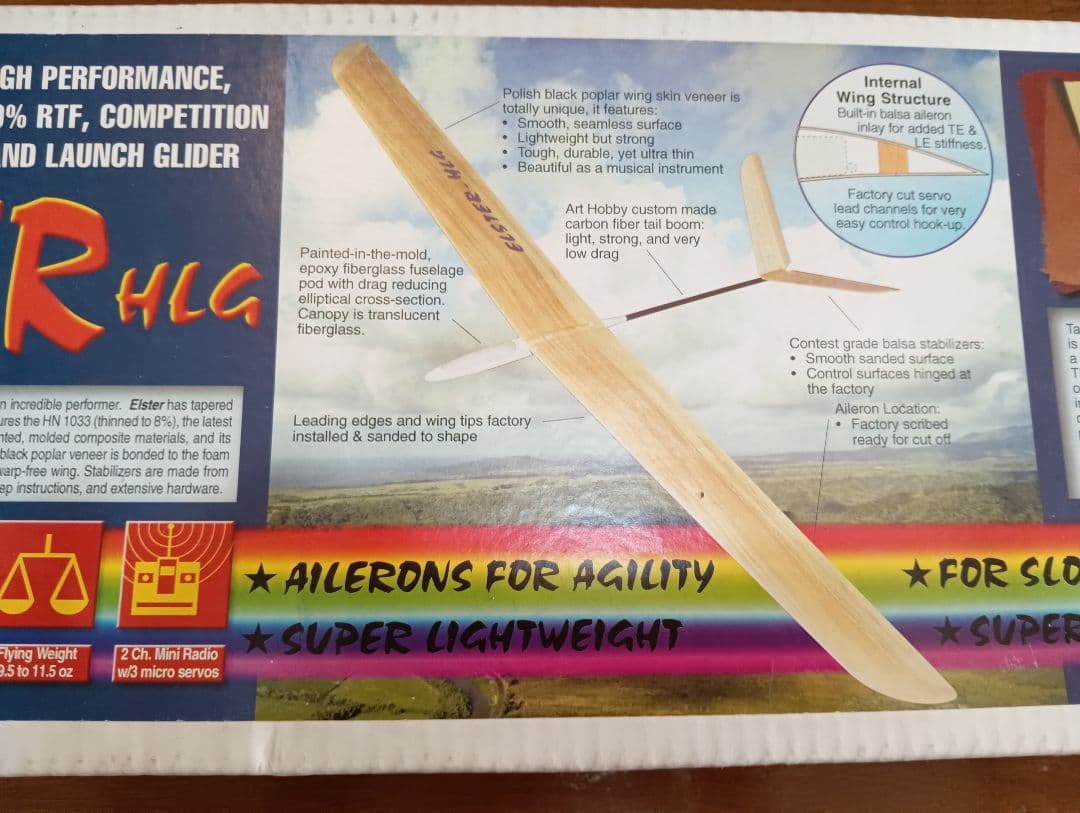 GH PERFORMANCE,
% RTF, COMPETITION
ND LAUNCH GLIDER
R HLG
n incredible performer. Elster has tapered
ures the HN 1033 (thinned to 8%), the latest
nted, molded composite materials, and its
black poplar veneer is bonded to the foam
warp-free wing. Stabilizers are made from
ep instructions, and extensive hardware.
Flying Weight
9.5 to 11.5 oz
2 Ch. Mini Radio
w/3 micro servos
Polish black poplar wing skin veneer is
totally unique, it features:
• Smooth, seamless surface
• Lightweight but strong
• Tough, durable, yet ultra thin
• Beautiful as a musical instrument
ELSTER-HLG
Art Hobby custom made
carbon fiber tail boom:
light, strong, and very
low drag
Painted-in-the-mold,
epoxy fiberglass fuselage
pod with drag reducing
elliptical cross-section.
Canopy is translucent
fiberglass.
Leading edges and wing tips factory
installed & sanded to shape
Internal
Wing Structure
Built-in balsa aileron
inlay for added TE &
LE stiffness.
Factory cut servo
lead channels for very
easy control hook-up.
Contest grade balsa stabilizers:
• Smooth sanded surface
• Control surfaces hinged at
the factory
Aileron Location:
• Factory scribed
ready for cut off
★ AILERONS FOR AGILITY
★ SUPER LIGHTWEIGHT
★ FOR SLO
★ SUPER
Ta
is
a
T
o